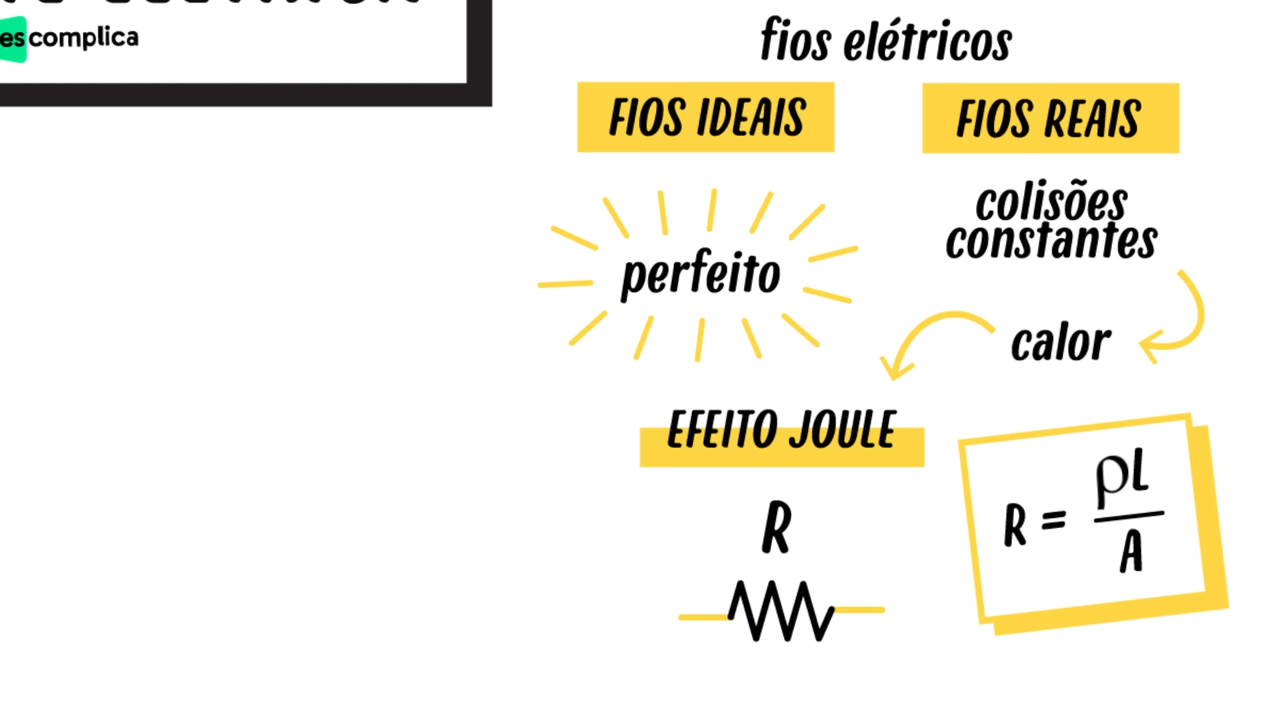 escomplica
fios elétricos
FIOS IDEAIS
FIOS REAIS
perfeito
colisões
constantes
calor
EFEITO JOULE
R
R = ρL
A